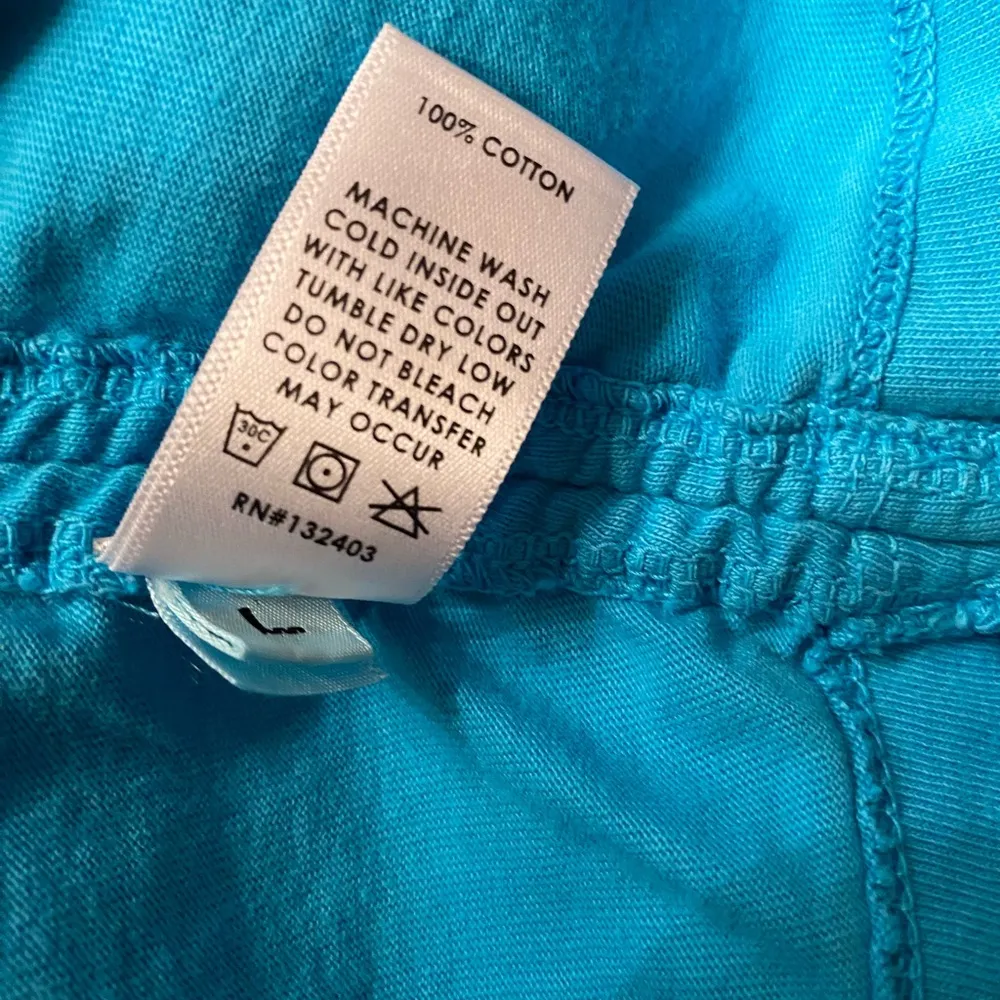 100% COTTON
MACHINE WASH
COLD INSIDE OUT
WITH LIKE COLORS
TUMBLE DRY LOW
DO NOT BLEACH
COLOR TRANSFER
MAY OCCUR
30C
RN#132403
L